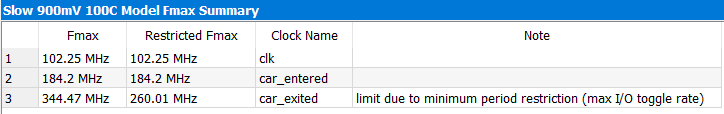 Slow 900mV 100C Model Fmax Summary
Fmax Restricted Fmax Clock Name Note
1 102.25 MHz 102.25 MHz clk
2 184.2 MHz 184.2 MHz car_entered
3 344.47 MHz 260.01 MHz car_exited limit due to minimum period restriction (max I/O toggle rate)